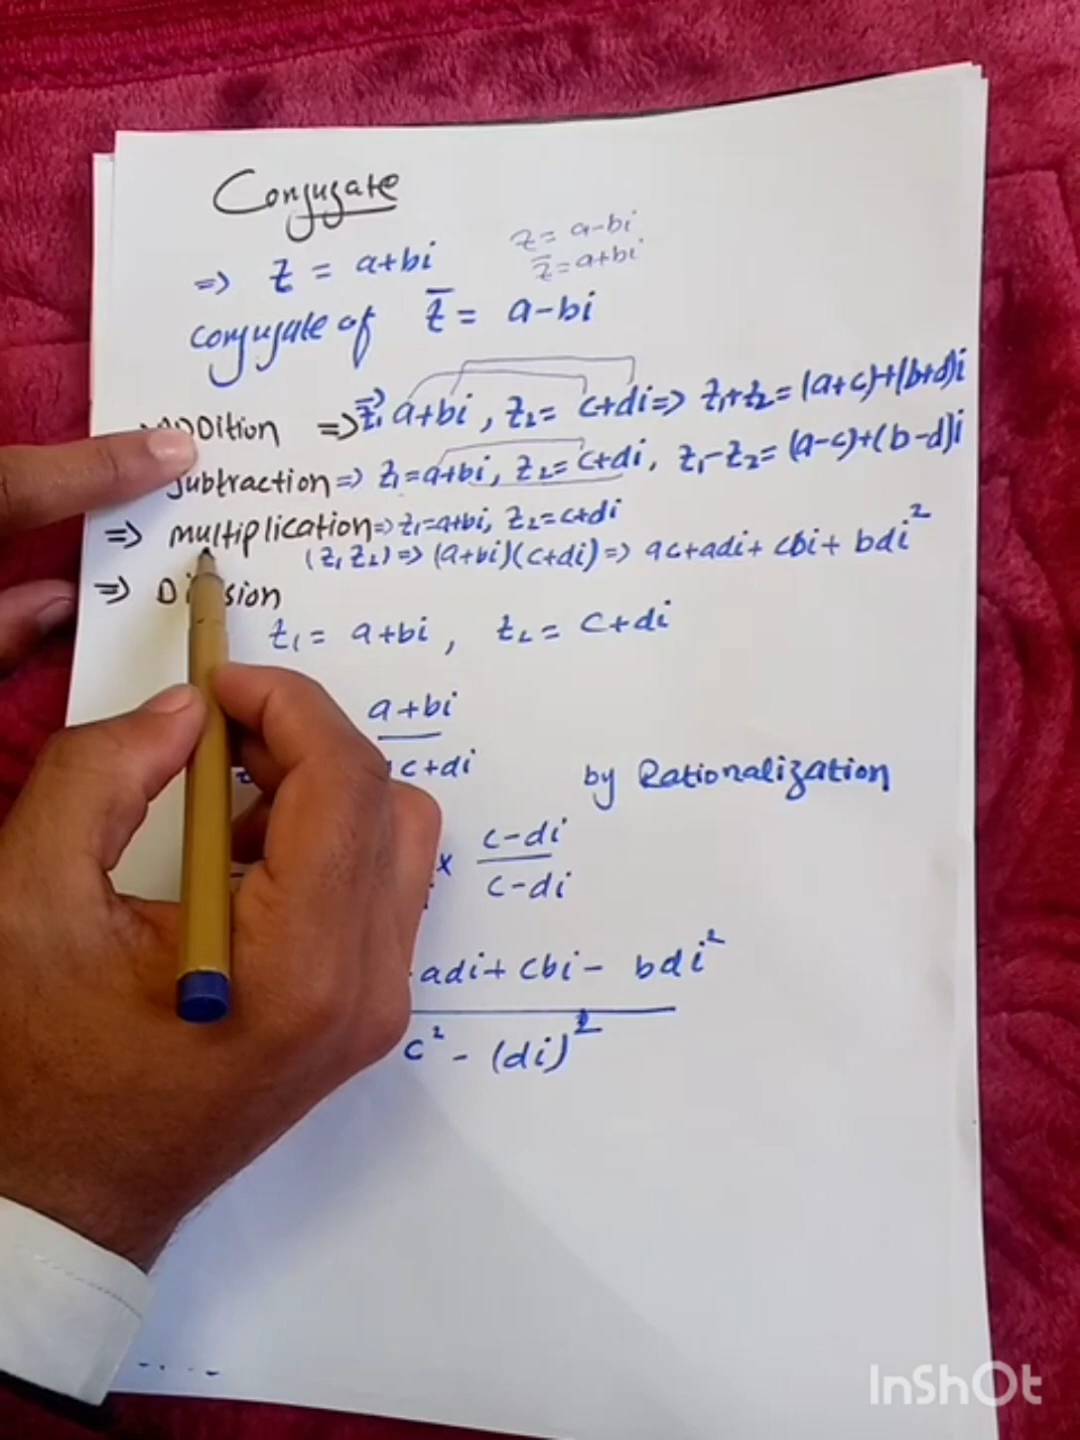 Conjugate
z = a-bi
z̄ = a+bi
=> z = a+bi
conjugate of z̄ = a-bi
Addition => z₁ a+bi, z₂ = c+di => z₁+z₂ = (a+c)+(b+d)i
Subtraction => z₁=a+bi, z₂=c+di, z₁-z₂=(a-c)+(b-d)i
=> multiplication => z₁=a+bi, z₂=c+di
(z₁ z₂) => (a+bi)(c+di) => ac+adi+ cbi+ bdi²
=> Division
z₁ = a+bi, z₂ = c+di
a+bi
c+di by Rationalization
× c-di
c-di
adi+ cbi - bdi²
c² - (di)²
InShot